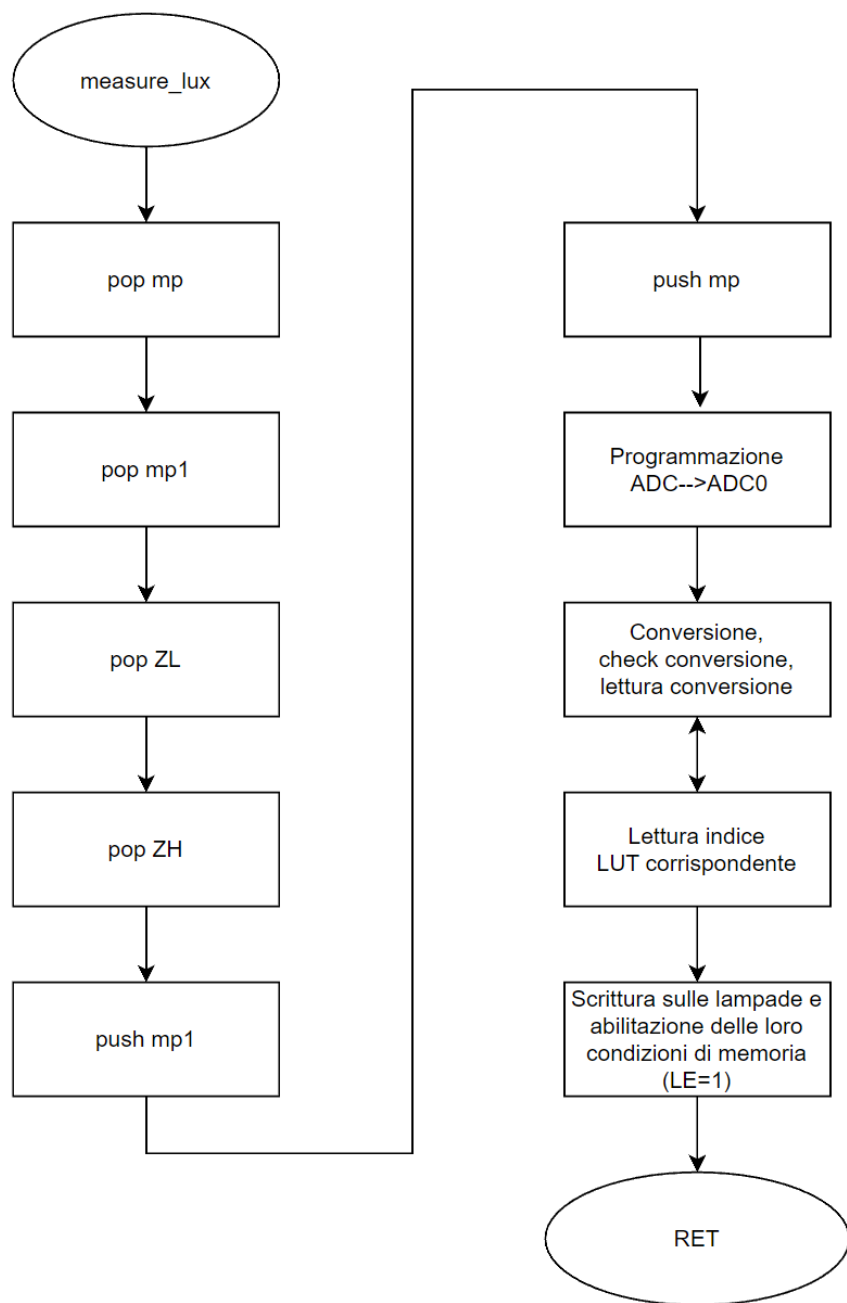 measure_lux
pop mp
pop mp1
pop ZL
pop ZH
push mp1
push mp
Programmazione
ADC-->ADC0
Conversione,
check conversione,
lettura conversione
Lettura indice
LUT corrispondente
Scrittura sulle lampade e
abilitazione delle loro
condizioni di memoria
(LE=1)
RET